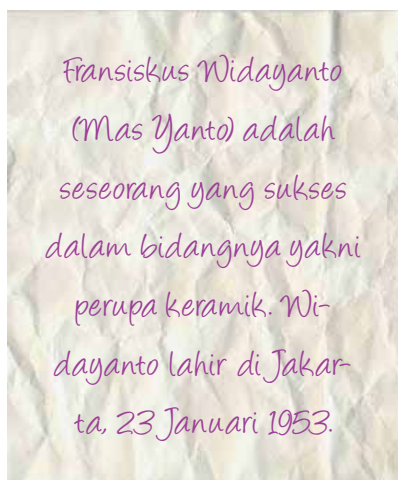 Fransiskus Widayanto
(Mas Yanto) adalah
seseorang yang sukses
dalam bidangnya yakni
perupa keramik. Wi-
dayanto lahir di Jakar-
ta, 23 Januari 1953.